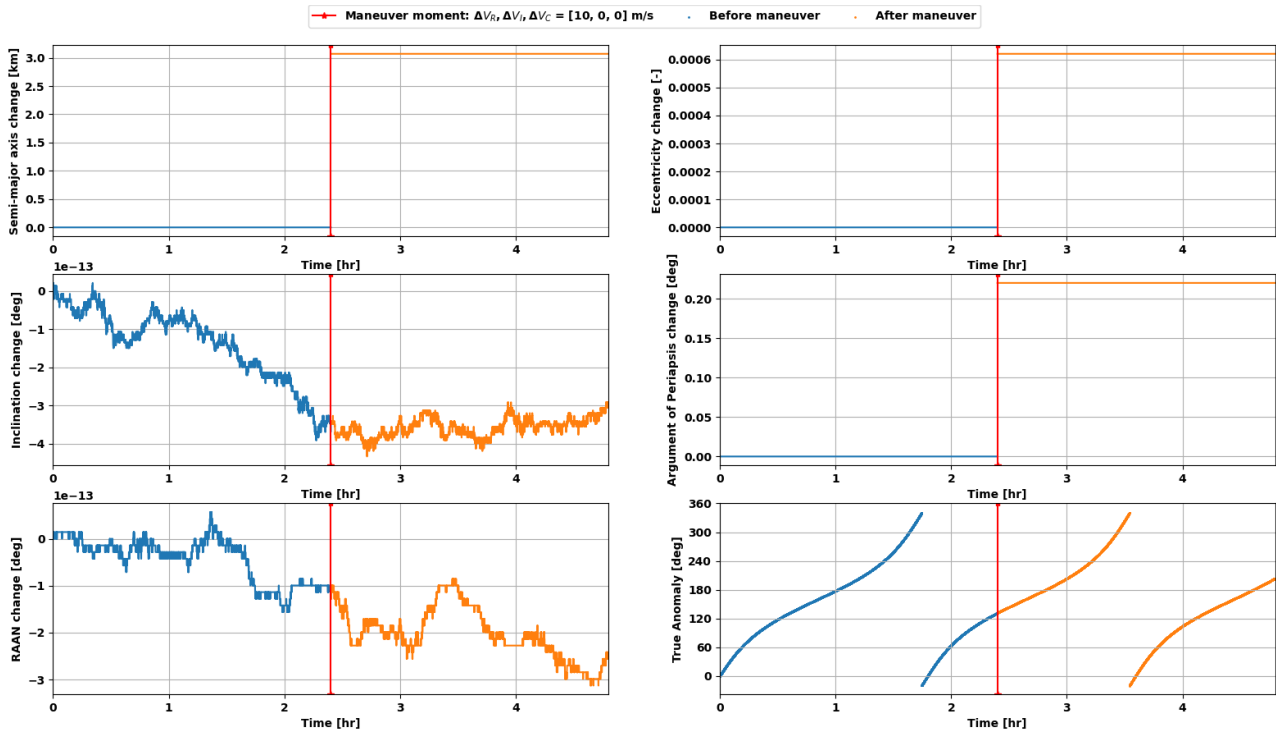 Maneuver moment: ΔV_R, ΔV_I, ΔV_C = [10, 0, 0] m/s Before maneuver After maneuver
Semi-major axis change [km]
3.0
2.5
2.0
1.5
1.0
0.5
0.0
0 1 2 3 4
Time [hr]
Eccentricity change [-]
0.0006
0.0005
0.0004
0.0003
0.0002
0.0001
0.0000
0 1 2 3 4
Time [hr]
1e−13
Inclination change [deg]
0
−1
−2
−3
−4
0 1 2 3 4
Time [hr]
Argument of Periapsis change [deg]
0.20
0.15
0.10
0.05
0.00
0 1 2 3 4
Time [hr]
1e−13
RAAN change [deg]
0
−1
−2
−3
0 1 2 3 4
Time [hr]
True Anomaly [deg]
360
300
240
180
120
60
0
0 1 2 3 4
Time [hr]